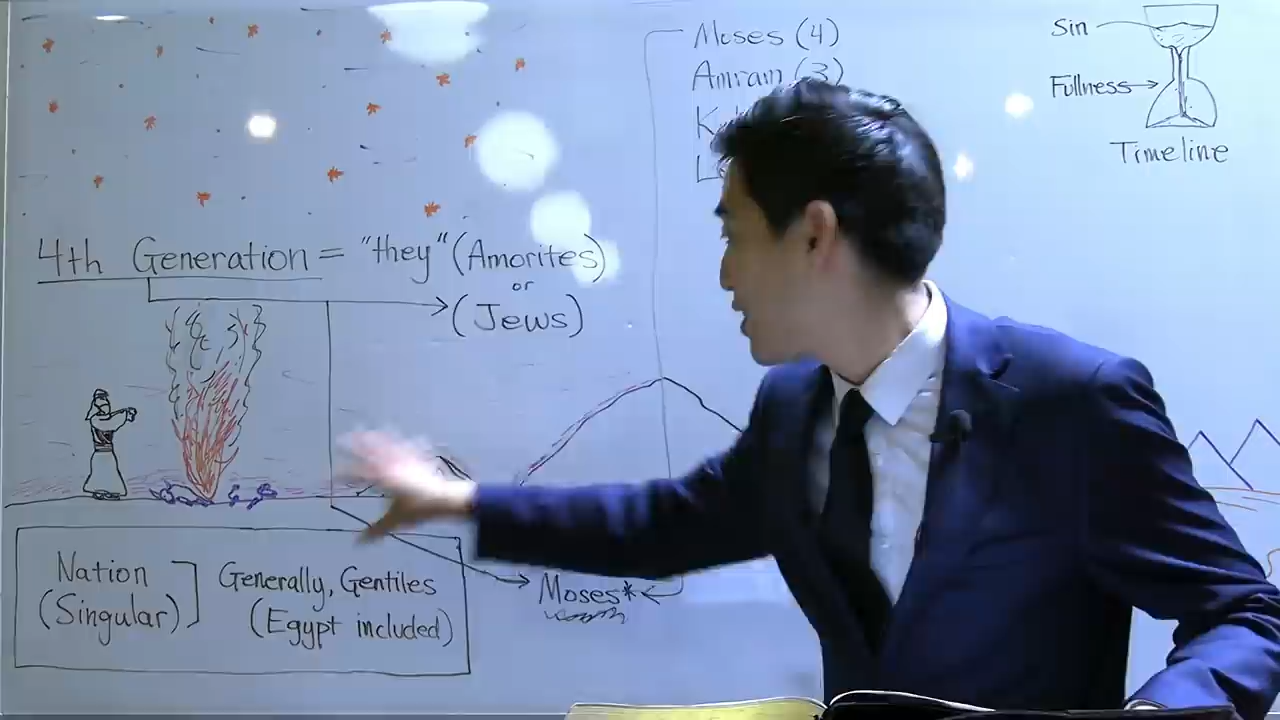 4th Generation = "they" (Amorites)
or
(Jews)
Nation
(Singular)
Generally, Gentiles
(Egypt included)
Moses*
Moses (4)
Amram (3)
Sin
Fullness
Timeline